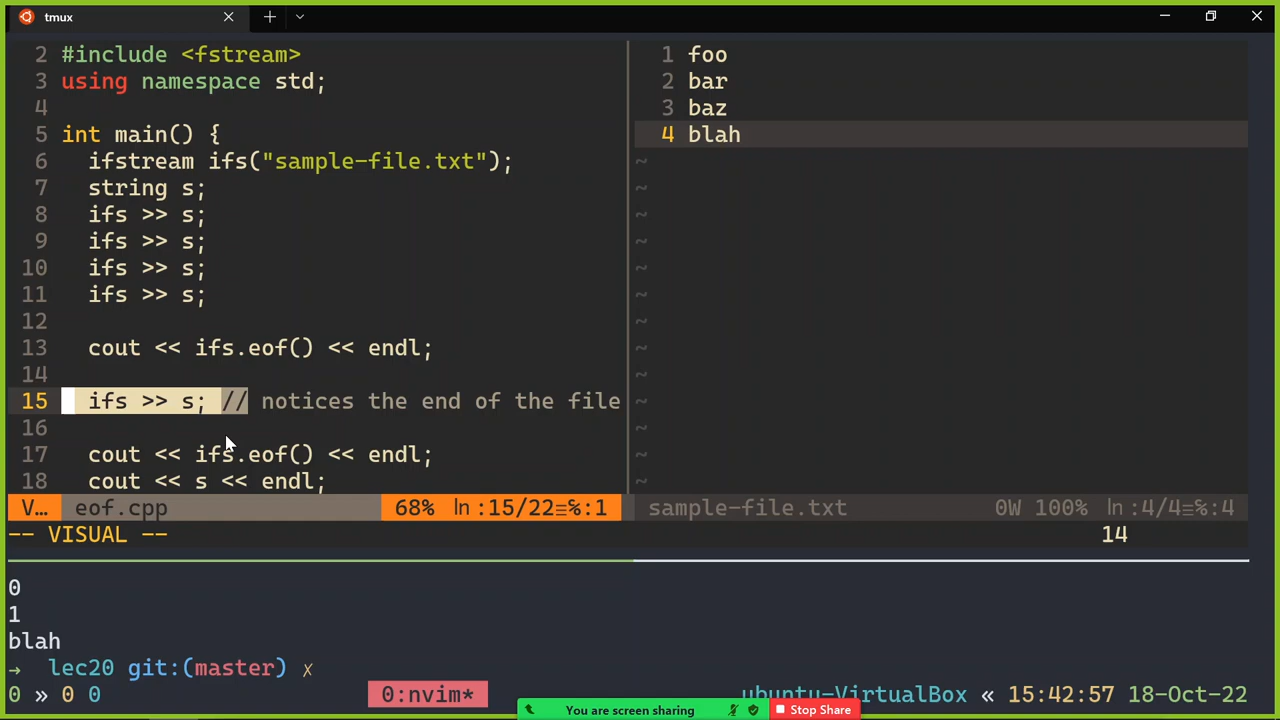 tmux
2 #include <fstream>
3 using namespace std;
4
5 int main() {
6   ifstream ifs("sample-file.txt");
7   string s;
8   ifs >> s;
9   ifs >> s;
10   ifs >> s;
11   ifs >> s;
12
13   cout << ifs.eof() << endl;
14
15   ifs >> s; // notices the end of the file
16
17   cout << ifs.eof() << endl;
18   cout << s << endl;
V… eof.cpp 68% ln :15/22≡℅:1
1 foo
2 bar
3 baz
4 blah
~
~
~
~
~
~
~
~
~
~
~
~
~
sample-file.txt 0W 100% ln :4/4≡℅:4
-- VISUAL -- 14
0
1
blah
→ lec20 git:(master) ✗
0 » 0 0 0:nvim* ubuntu-VirtualBox « 15:42:57 18-Oct-22
You are screen sharing Stop Share